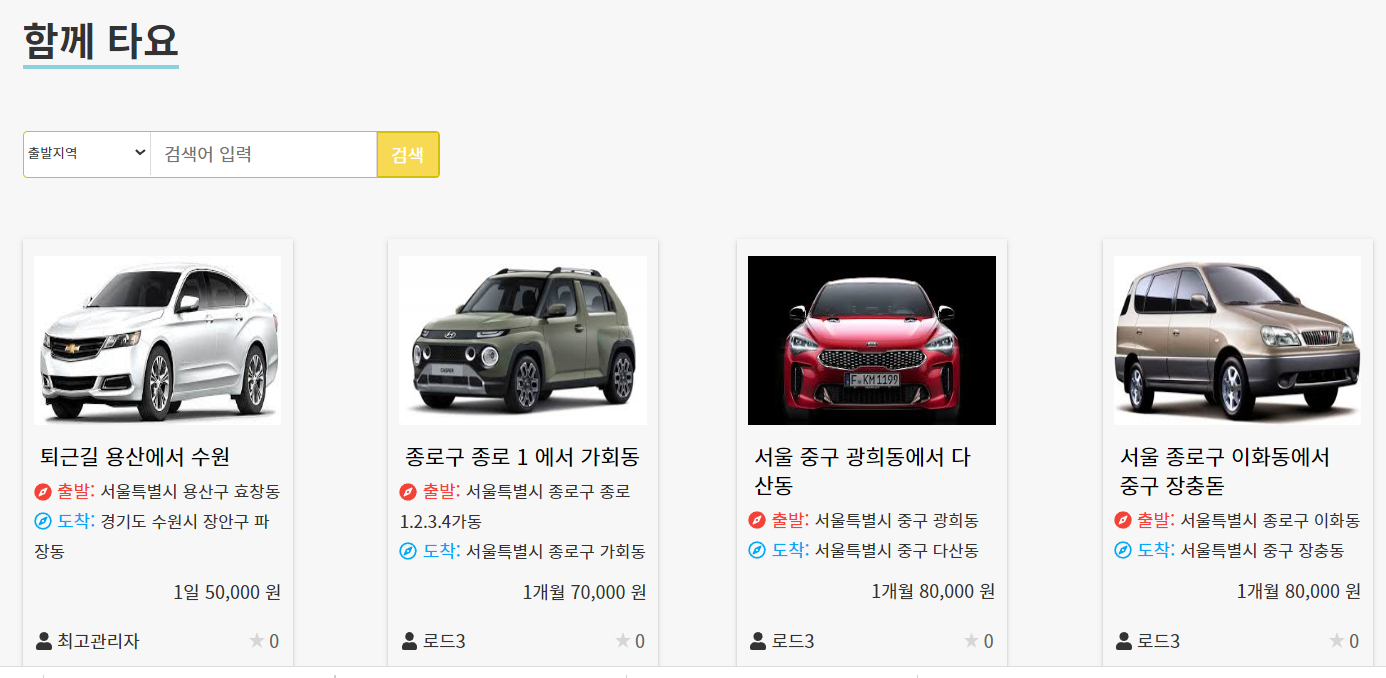 함께 타요
출발지역 검색어 입력 검색
CASPER
F KM1199
퇴근길 용산에서 수원
출발: 서울특별시 용산구 효창동
도착: 경기도 수원시 장안구 파
장동
1일 50,000 원
최고관리자 0
종로구 종로 1 에서 가회동
출발: 서울특별시 종로구 종로
1.2.3.4가동
도착: 서울특별시 종로구 가회동
1개월 70,000 원
로드3 0
서울 중구 광희동에서 다
산동
출발: 서울특별시 중구 광희동
도착: 서울특별시 중구 다산동
1개월 80,000 원
로드3 0
서울 종로구 이화동에서
중구 장충돋
출발: 서울특별시 종로구 이화동
도착: 서울특별시 중구 장충동
1개월 80,000 원
로드3 0